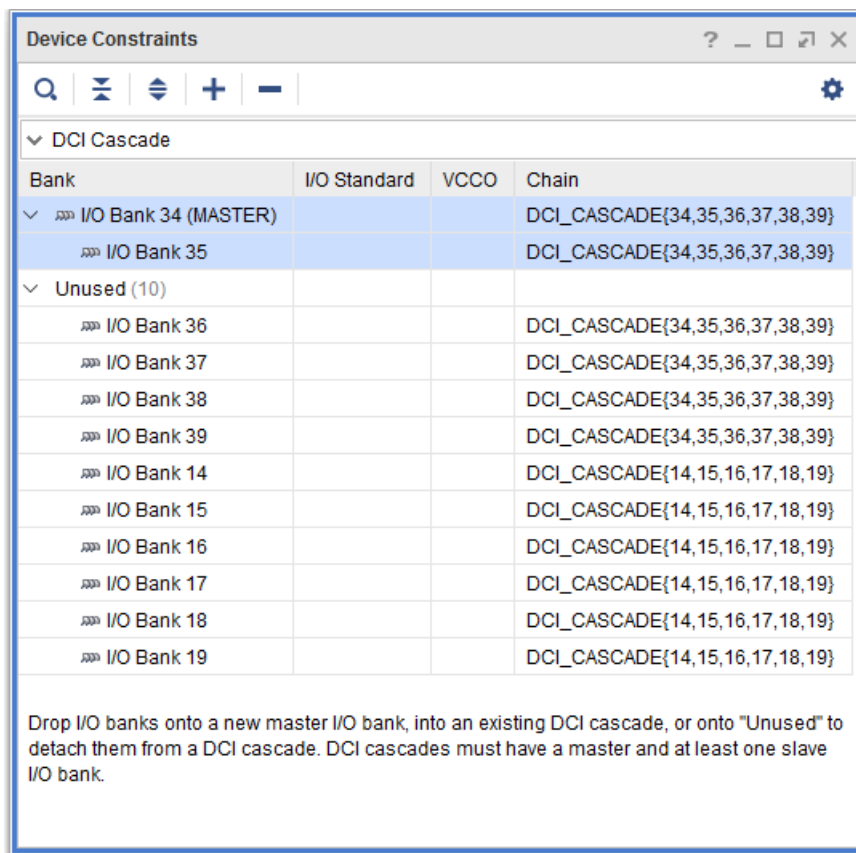 Device Constraints ?
DCI Cascade
Bank I/O Standard VCCO Chain
I/O Bank 34 (MASTER) DCI_CASCADE{34,35,36,37,38,39}
I/O Bank 35 DCI_CASCADE{34,35,36,37,38,39}
Unused (10)
I/O Bank 36 DCI_CASCADE{34,35,36,37,38,39}
I/O Bank 37 DCI_CASCADE{34,35,36,37,38,39}
I/O Bank 38 DCI_CASCADE{34,35,36,37,38,39}
I/O Bank 39 DCI_CASCADE{34,35,36,37,38,39}
I/O Bank 14 DCI_CASCADE{14,15,16,17,18,19}
I/O Bank 15 DCI_CASCADE{14,15,16,17,18,19}
I/O Bank 16 DCI_CASCADE{14,15,16,17,18,19}
I/O Bank 17 DCI_CASCADE{14,15,16,17,18,19}
I/O Bank 18 DCI_CASCADE{14,15,16,17,18,19}
I/O Bank 19 DCI_CASCADE{14,15,16,17,18,19}
Drop I/O banks onto a new master I/O bank, into an existing DCI cascade, or onto "Unused" to
detach them from a DCI cascade. DCI cascades must have a master and at least one slave
I/O bank.